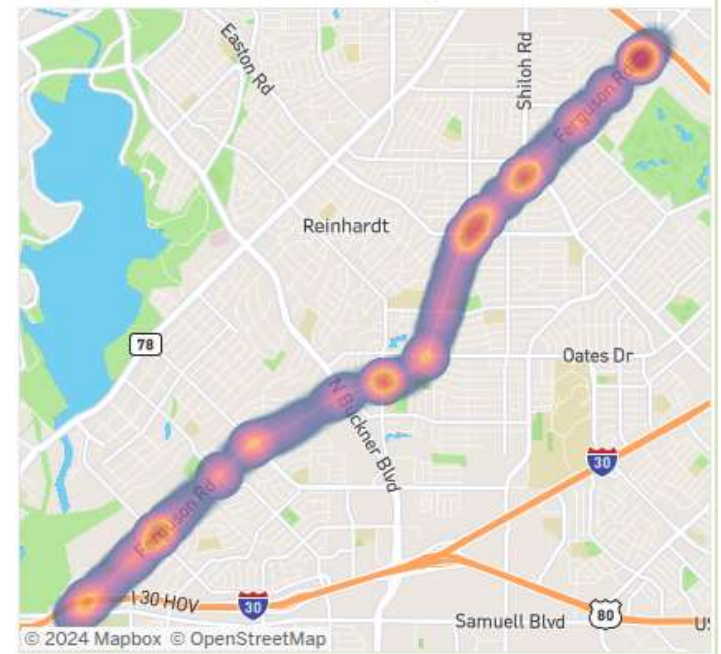 Easton Rd
Shiloh Rd
Ferguson Rd
Reinhardt
78
Oates Dr
N Buckner Blvd
30
Ferguson Rd
I 30 HOV
30
Samuell Blvd
80
US
© 2024 Mapbox © OpenStreetMap